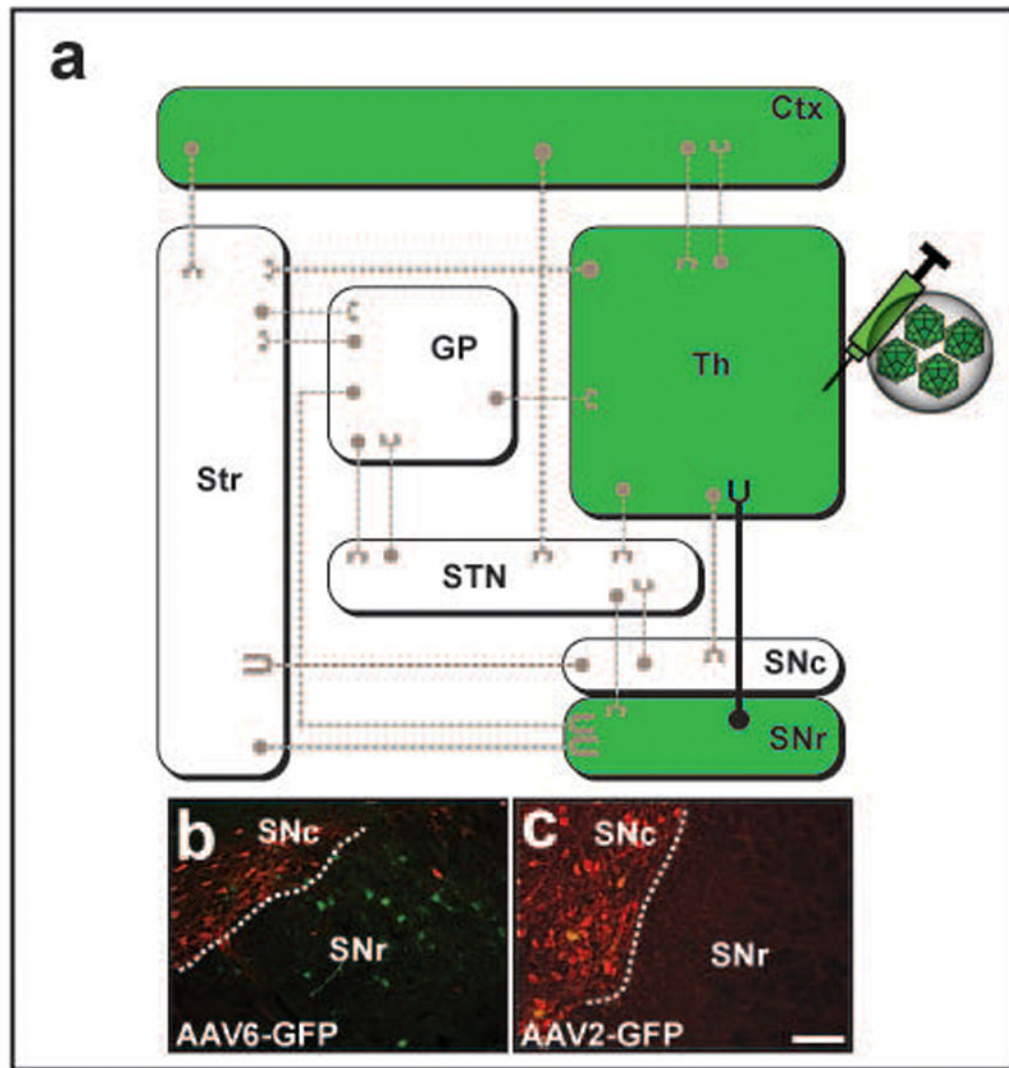 a
Ctx
GP
Th
Str
STN
SNc
SNr
b
SNc
SNr
AAV6-GFP
c
SNc
SNr
AAV2-GFP